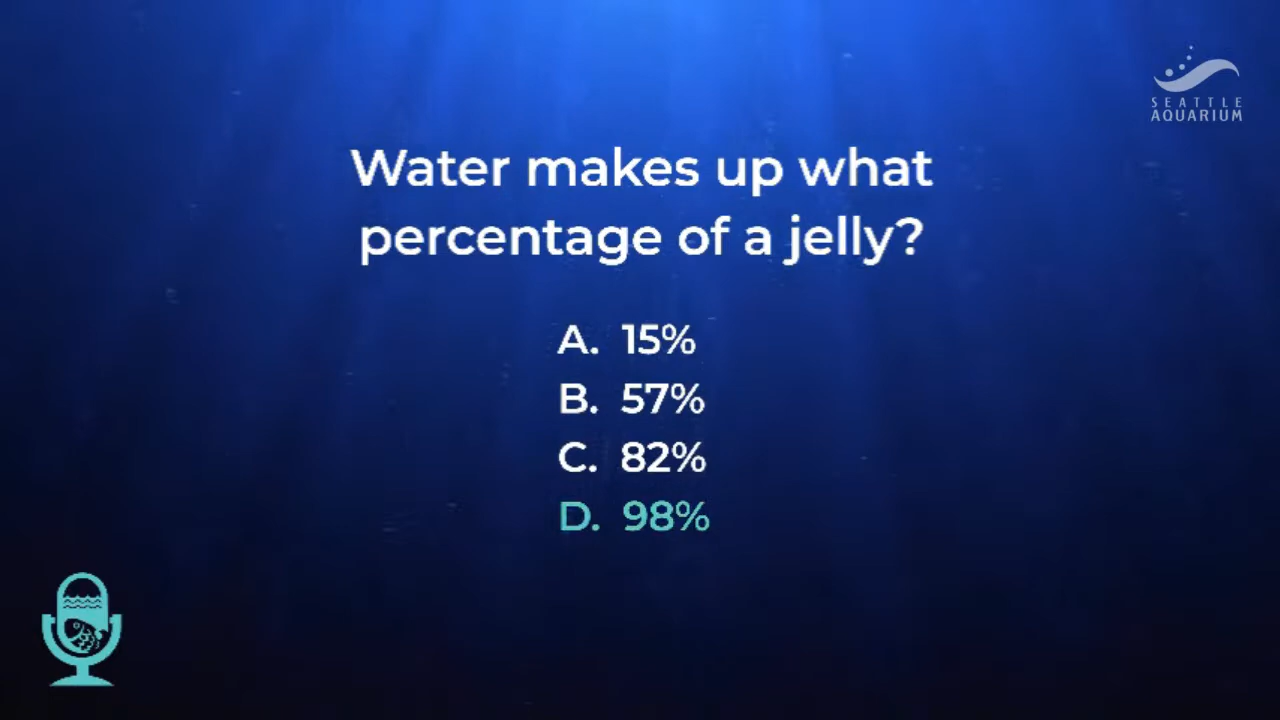 SEATTLE
AQUARIUM
Water makes up what
percentage of a jelly?
A. 15%
B. 57%
C. 82%
D. 98%